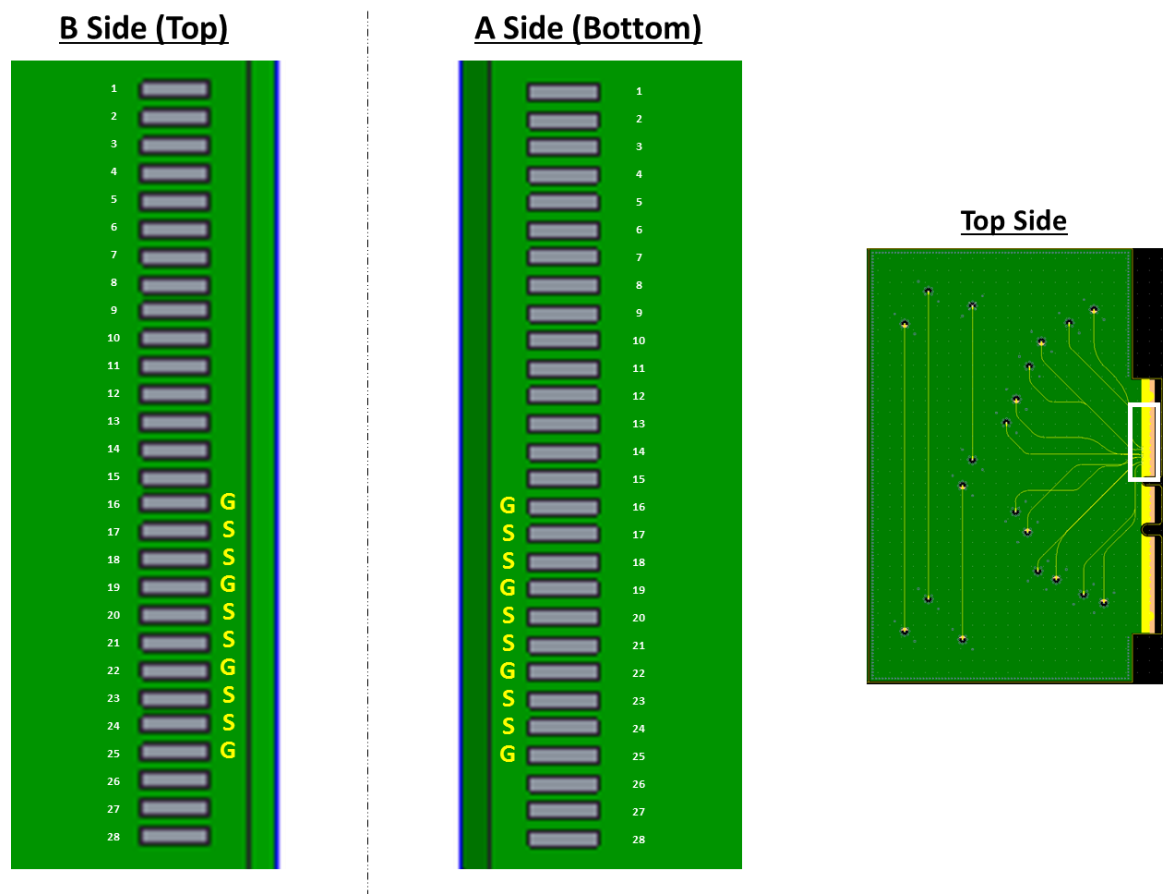 B Side (Top)
1
2
3
4
5
6
7
8
9
10
11
12
13
14
15
16 G
17 S
18 S
19 G
20 S
21 S
22 G
23 S
24 S
25 G
26
27
28
A Side (Bottom)
1
2
3
4
5
6
7
8
9
10
11
12
13
14
15
G 16
S 17
S 18
G 19
S 20
S 21
G 22
S 23
S 24
G 25
26
27
28
Top Side